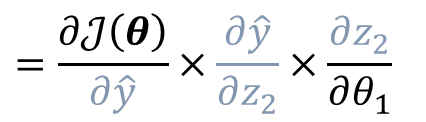 = ∂𝒥(𝜽)/∂ŷ × ∂ŷ/∂z₂ × ∂z₂/∂θ₁